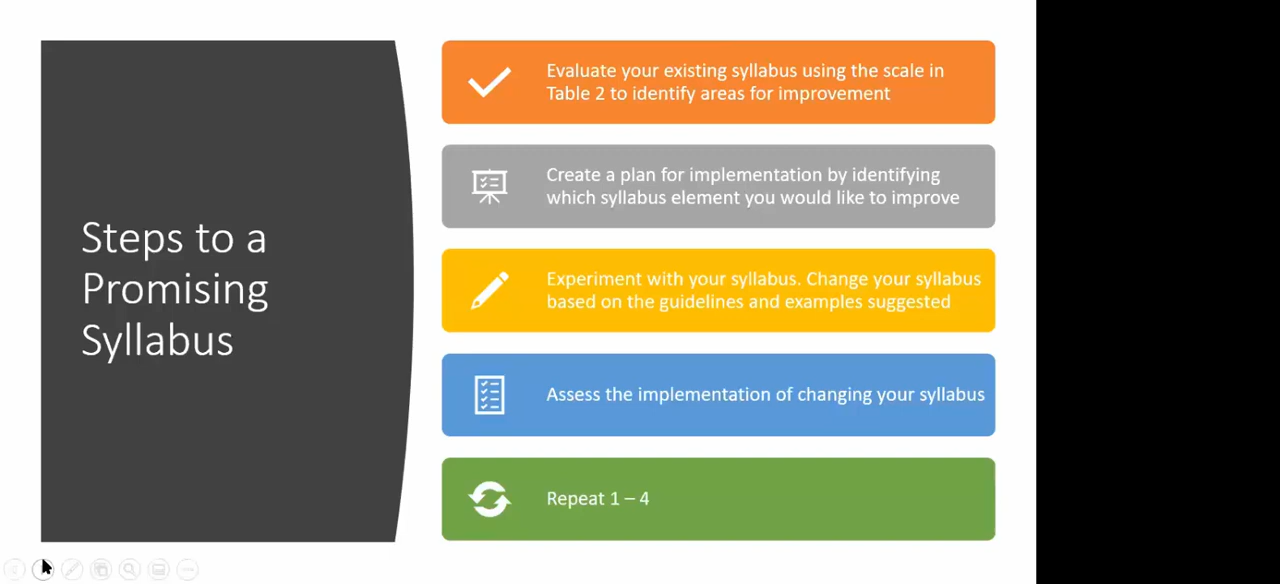 Steps to a
Promising
Syllabus
Evaluate your existing syllabus using the scale in
Table 2 to identify areas for improvement
Create a plan for implementation by identifying
which syllabus element you would like to improve
Experiment with your syllabus. Change your syllabus
based on the guidelines and examples suggested
Assess the implementation of changing your syllabus
Repeat 1 – 4